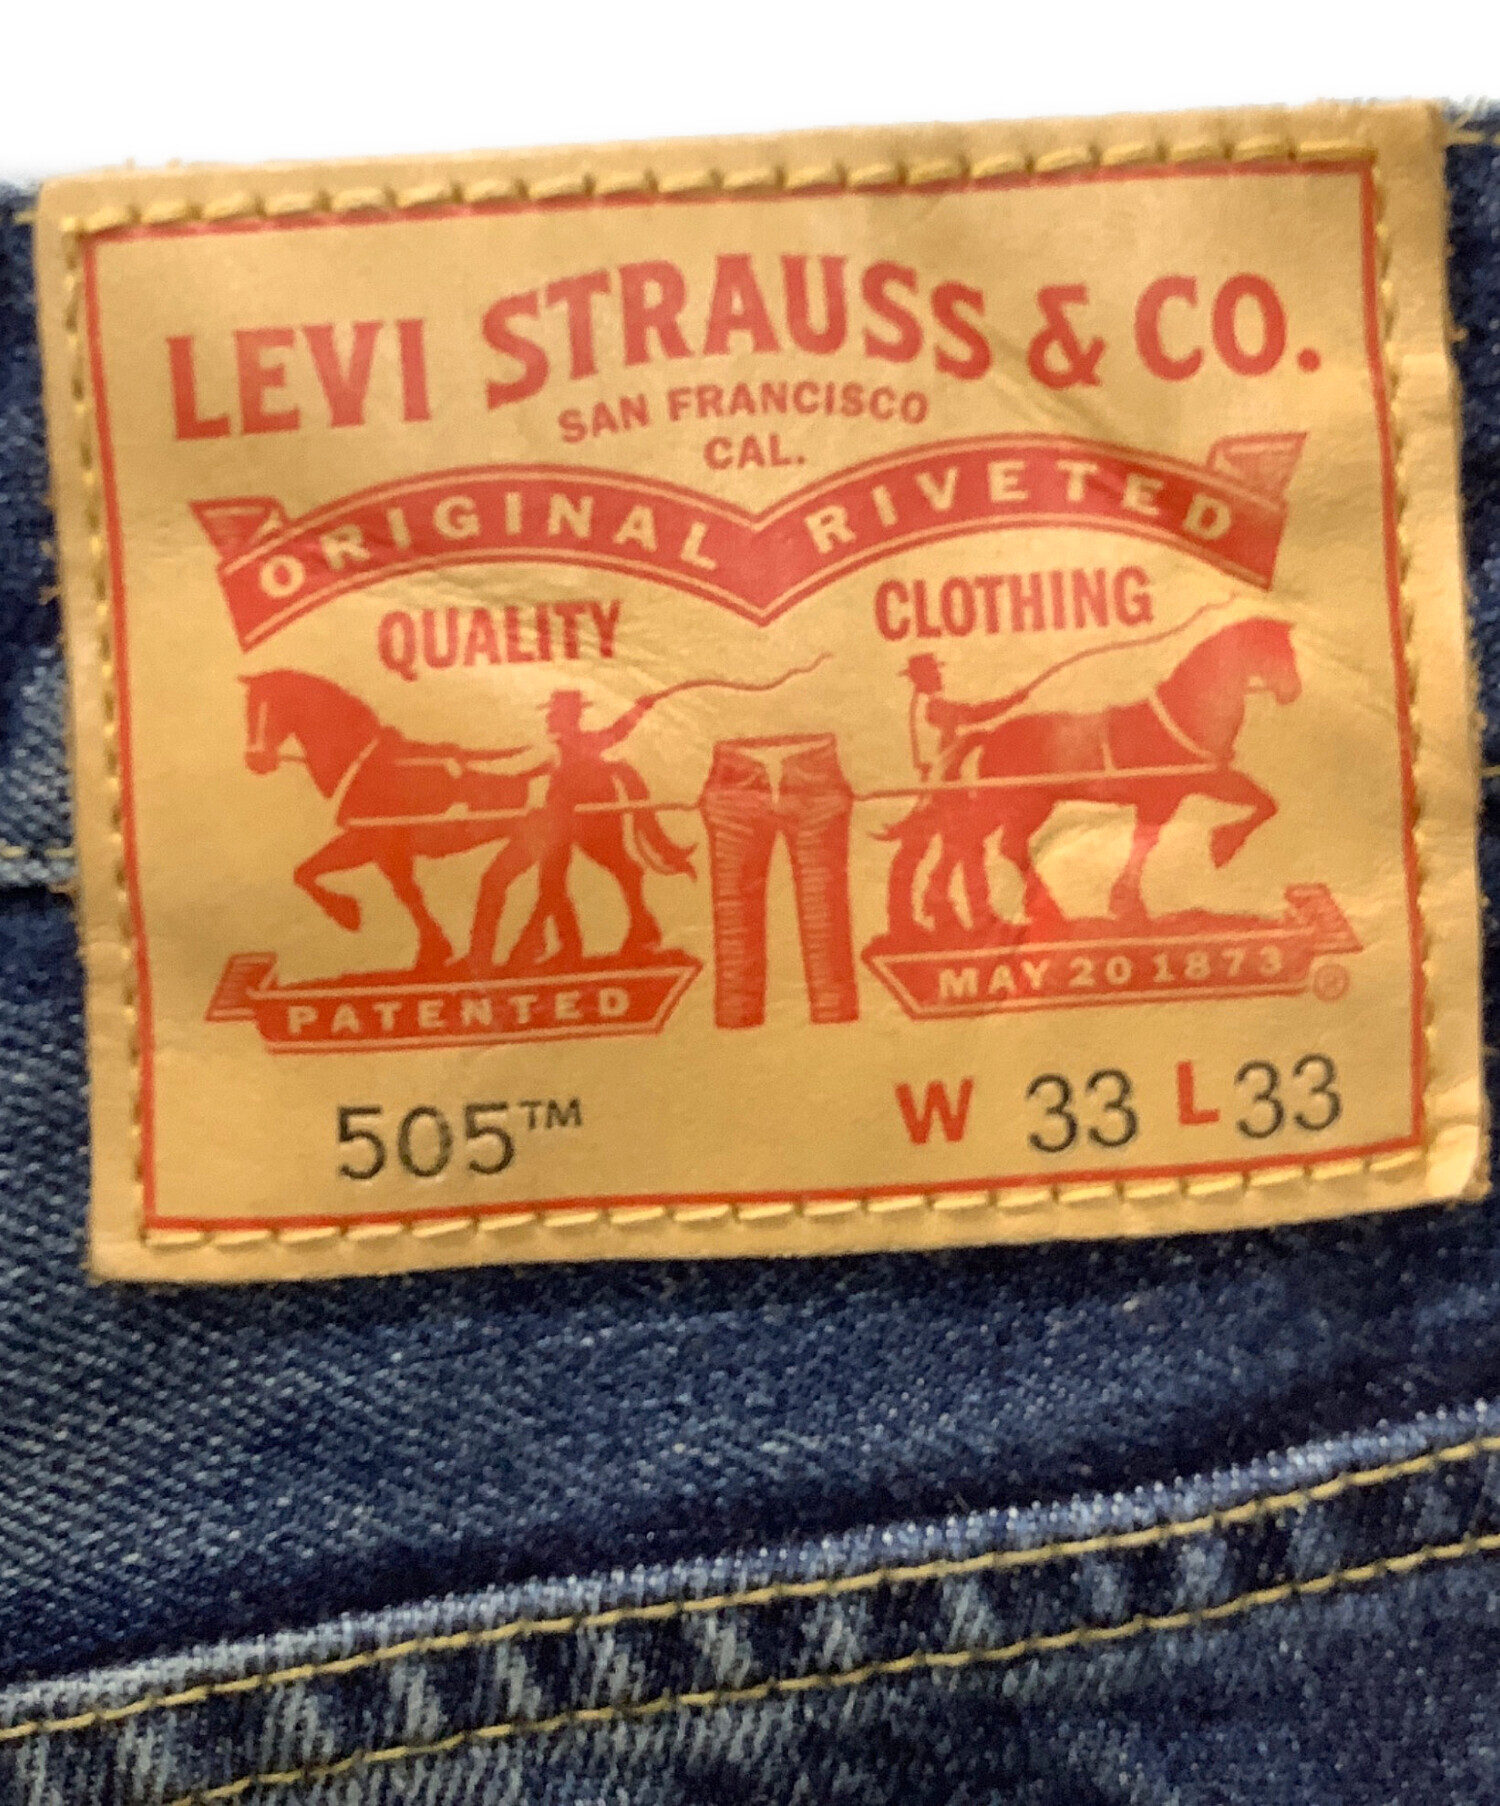 LEVI STRAUSS & CO.
SAN FRANCISCO
CAL.
ORIGINAL RIVETED
QUALITY CLOTHING
PATENTED MAY 20 1873 ®
505™ W 33 L 33